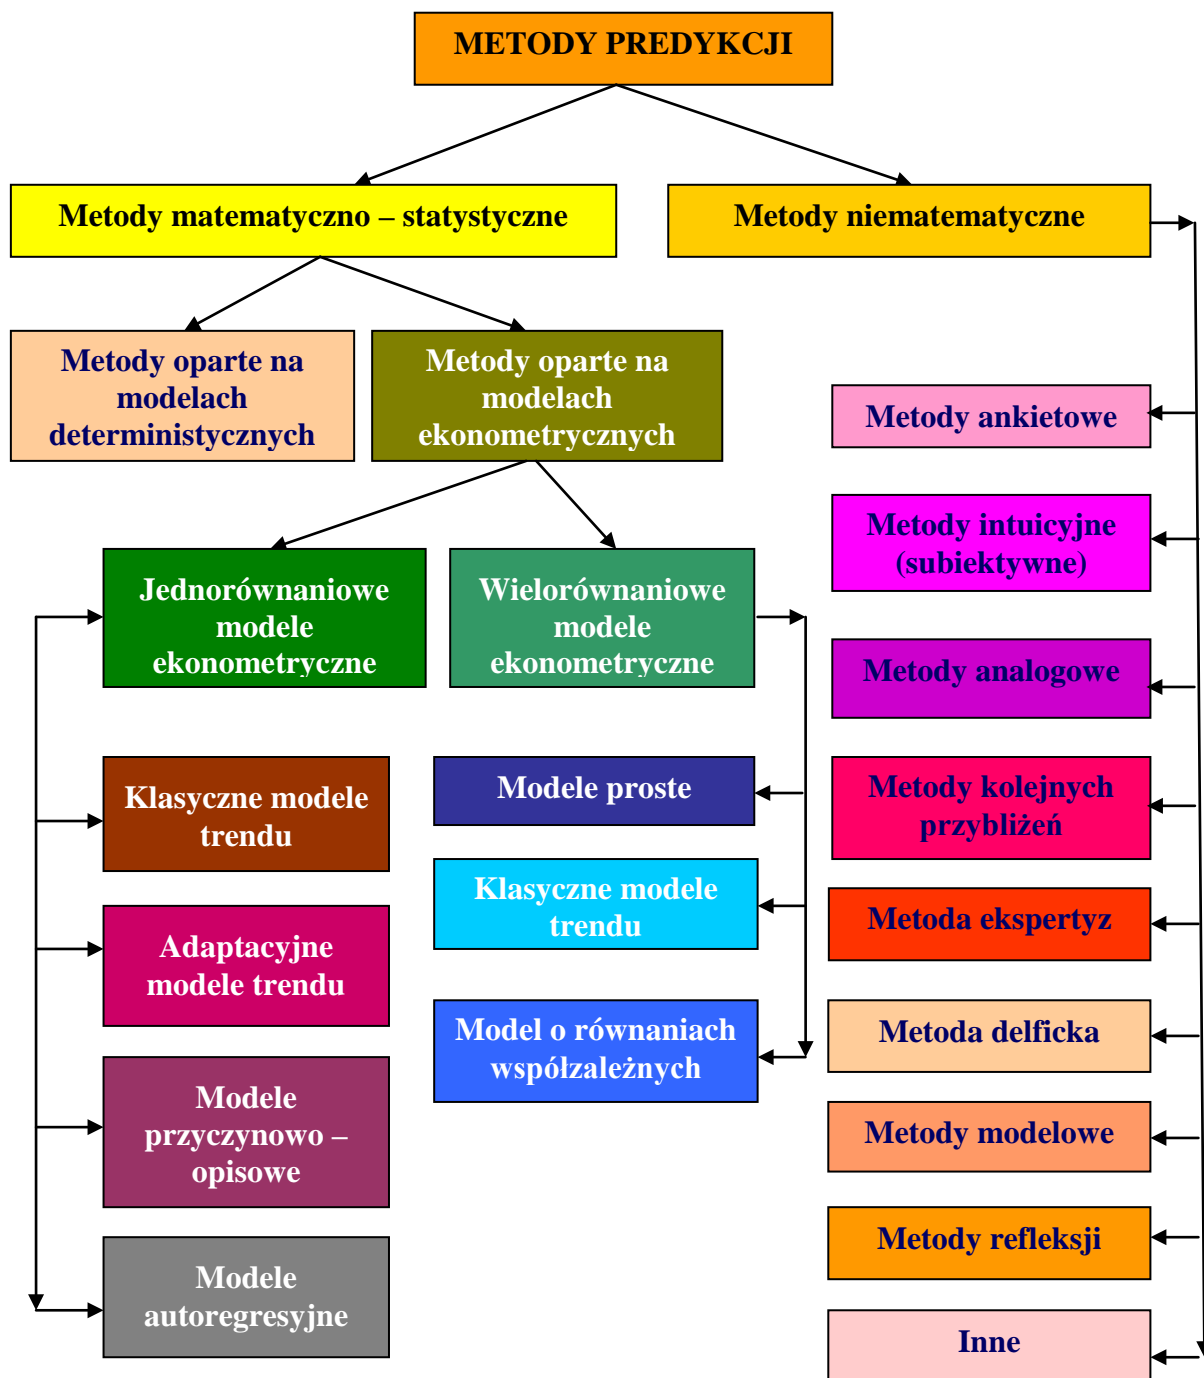 METODY PREDYKCJI
Metody matematyczno – statystyczne
Metody niematematyczne
Metody oparte na
modelach
deterministycznych
Metody oparte na
modelach
ekonometrycznych
Jednorównaniowe
modele
ekonometryczne
Wielorównaniowe
modele
ekonometryczne
Klasyczne modele
trendu
Adaptacyjne
modele trendu
Modele
przyczynowo –
opisowe
Modele
autoregresyjne
Modele proste
Klasyczne modele
trendu
Model o równaniach
współzależnych
Metody ankietowe
Metody intuicyjne
(subiektywne)
Metody analogowe
Metody kolejnych
przybliżeń
Metoda ekspertyz
Metoda delficka
Metody modelowe
Metody refleksji
Inne